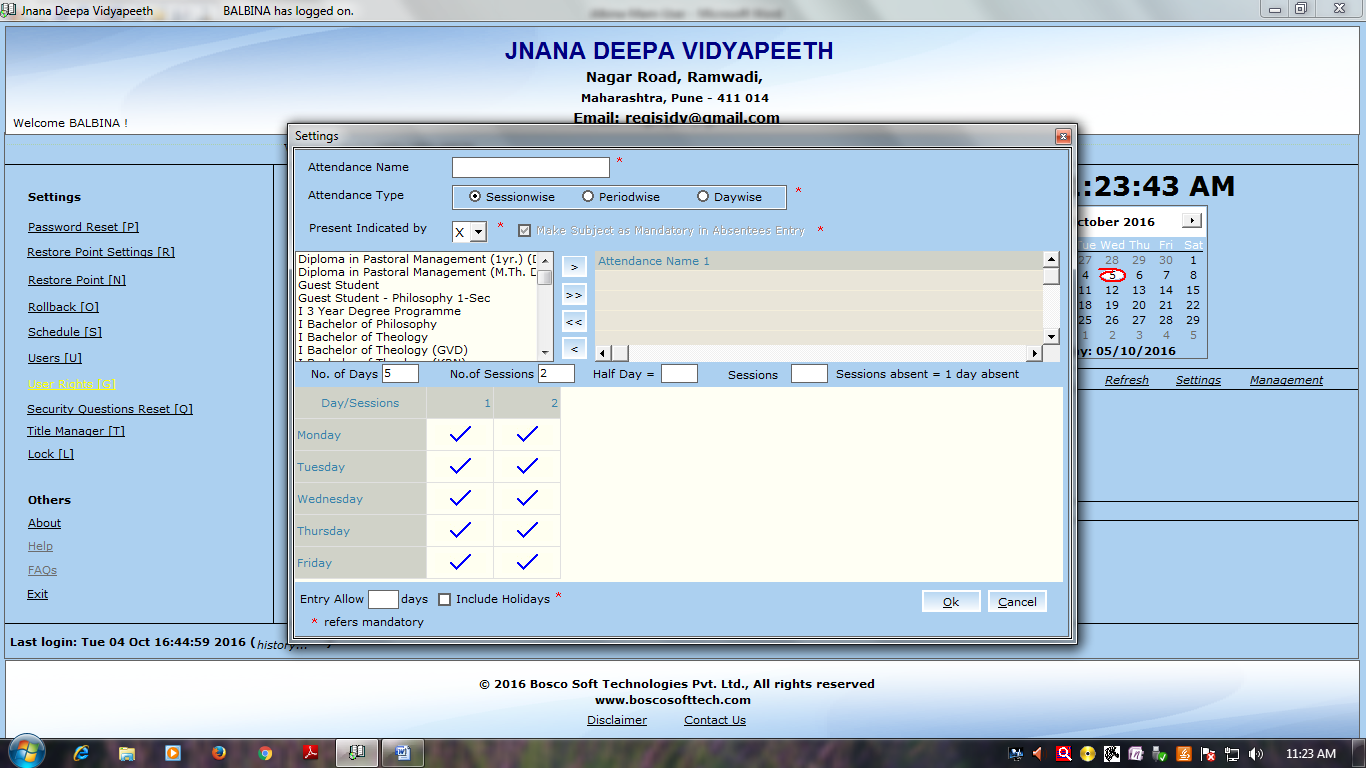 Jnana Deepa Vidyapeeth BALBINA has logged on.
JNANA DEEPA VIDYAPEETH
Nagar Road, Ramwadi,
Maharashtra, Pune - 411 014
Email: regisjdv@gmail.com
Welcome BALBINA !
Settings
Password Reset [P]
Restore Point Settings [R]
Restore Point [N]
Rollback [O]
Schedule [S]
Users [U]
User Rights [G]
Security Questions Reset [Q]
Title Manager [T]
Lock [L]
Others
About
Help
FAQs
Exit
Settings
Attendance Name *
Attendance Type Sessionwise Periodwise Daywise *
Present Indicated by X * Make Subject as Mandatory in Absentees Entry *
Diploma in Pastoral Management (1yr.) (D
Diploma in Pastoral Management (M.Th. D
Guest Student
Guest Student - Philosophy 1-Sec
I 3 Year Degree Programme
I Bachelor of Philosophy
I Bachelor of Theology
I Bachelor of Theology (GVD)
>
>>
<<
<
Attendance Name 1
No. of Days 5 No.of Sessions 2 Half Day = Sessions Sessions absent = 1 day absent
Day/Sessions 1 2
Monday
Tuesday
Wednesday
Thursday
Friday
Entry Allow days Include Holidays *
* refers mandatory
Ok Cancel
:23:43 AM
ctober 2016
Tue Wed Thu Fri Sat
27 28 29 30 1
4 5 6 7 8
11 12 13 14 15
18 19 20 21 22
25 26 27 28 29
1 2 3 4 5
y: 05/10/2016
Refresh Settings Management
Last login: Tue 04 Oct 16:44:59 2016 (history... )
© 2016 Bosco Soft Technologies Pvt. Ltd., All rights reserved
www.boscosofttech.com
Disclaimer Contact Us
11:23 AM